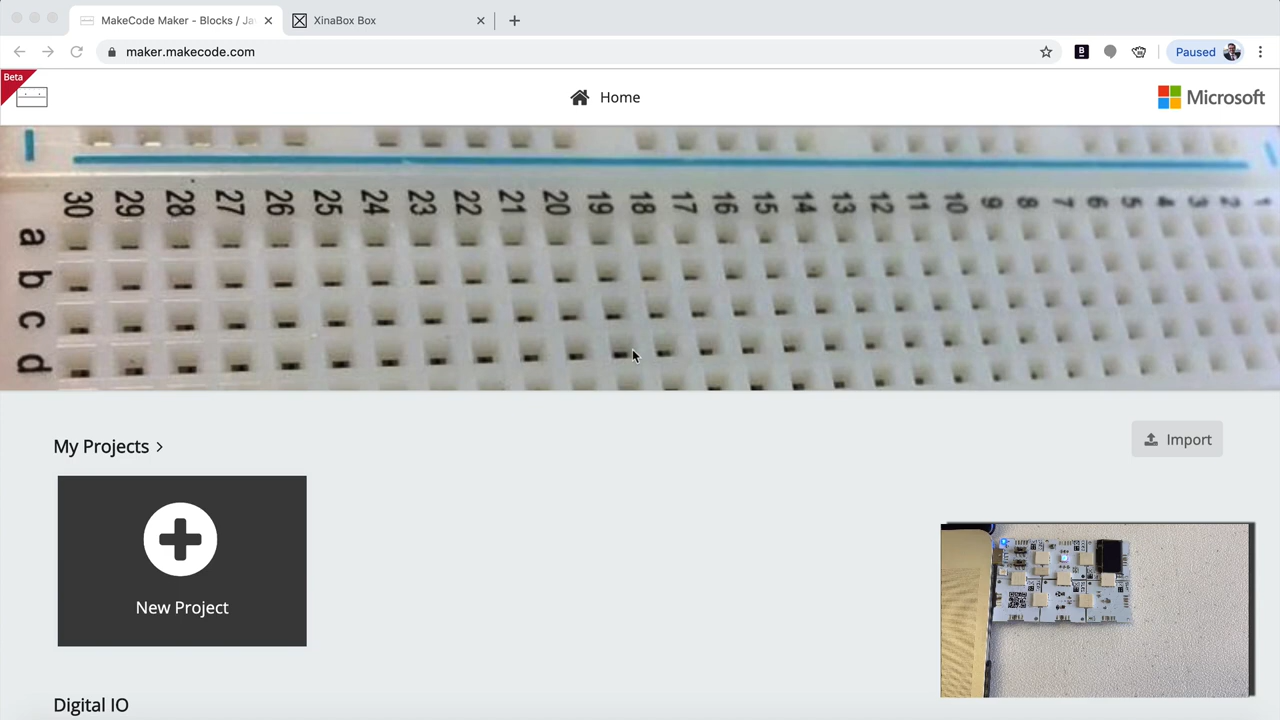 MakeCode Maker - Blocks / Ja
XinaBox Box
maker.makecode.com
Paused
Beta
Home
Microsoft
30 29 28 27 26 25 24 23 22 21 20 19 18 17 16 15 14 13 12 11 10 9 8 7 6 5 4 3 2 1
a
b
c
d
My Projects
Import
New Project
Digital IO